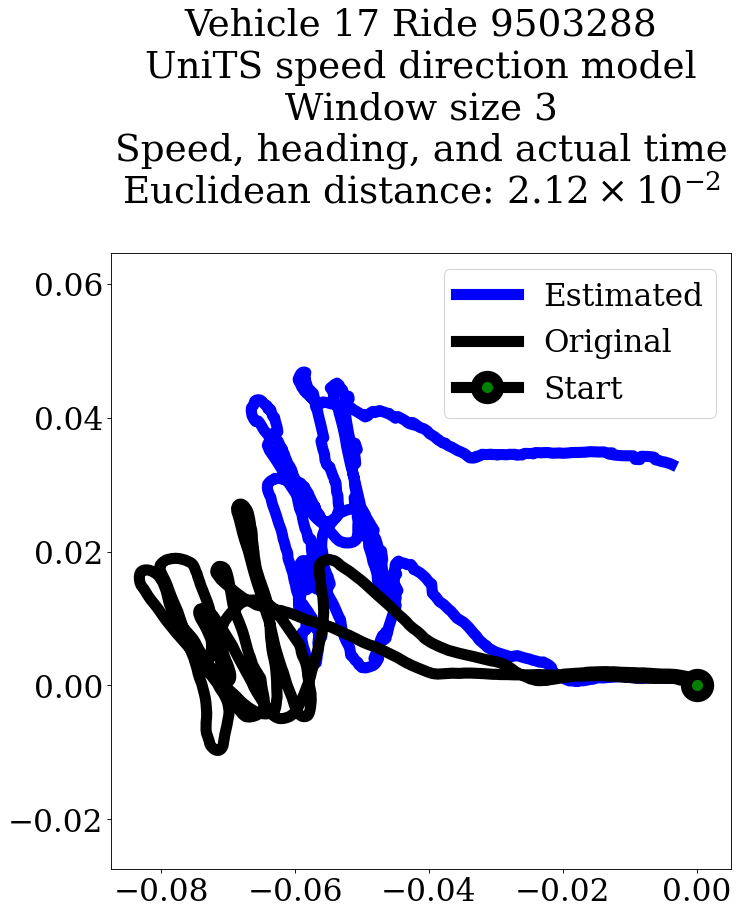 Vehicle 17 Ride 9503288
UniTS speed direction model
Window size 3
Speed, heading, and actual time
Euclidean distance: 2.12 × 10⁻²
Estimated
Original
Start
0.06
0.04
0.02
0.00
−0.02
−0.08 −0.06 −0.04 −0.02 0.00